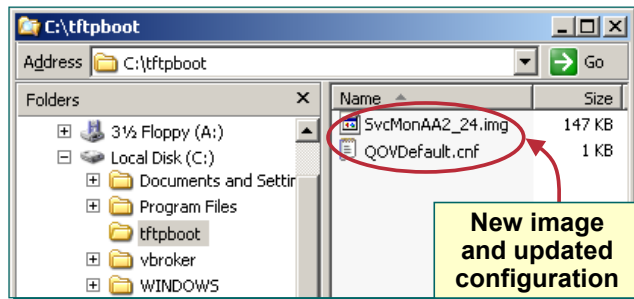 C:\tftpboot
Address C:\tftpboot Go
Folders
Name Size
3½ Floppy (A:)
Local Disk (C:)
Documents and Settir
Program Files
tftpboot
vbroker
WINDOWS
SvcMonAA2_24.img 147 KB
QOVDefault.cnf 1 KB
New image
and updated
configuration